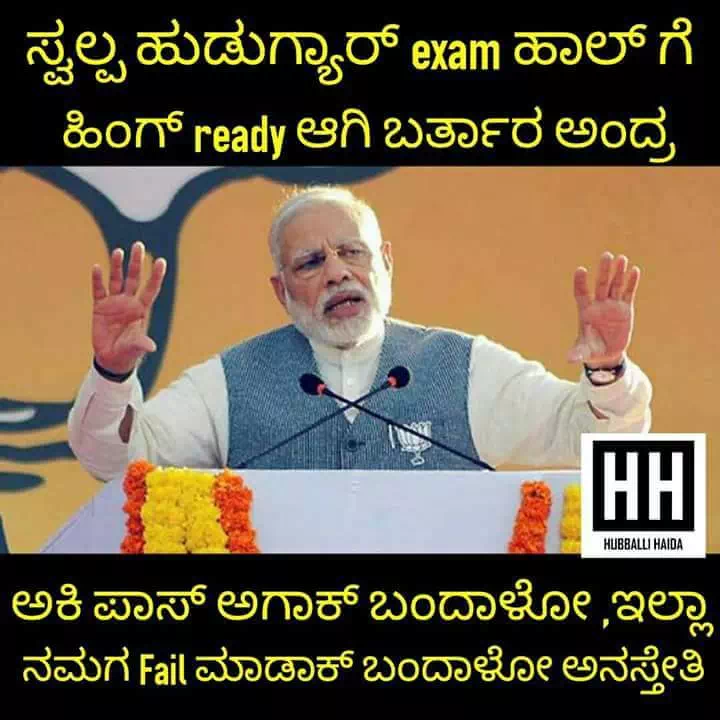 ಸ್ವಲ್ಪ ಹುಡುಗ್ಯಾರ್ exam ಹಾಲ್ ಗೆ
ಹಿಂಗ್ ready ಆಗಿ ಬರ್ತಾರ ಅಂದ್ರ
HH
HUBBALLI HAIDA
ಅಕಿ ಪಾಸ್ ಅಗಾಕ್ ಬಂದಾಳೋ ,ಇಲ್ಲಾ
ನಮಗ Fail ಮಾಡಾಕ್ ಬಂದಾಳೋ ಅನಸ್ತೇತಿ